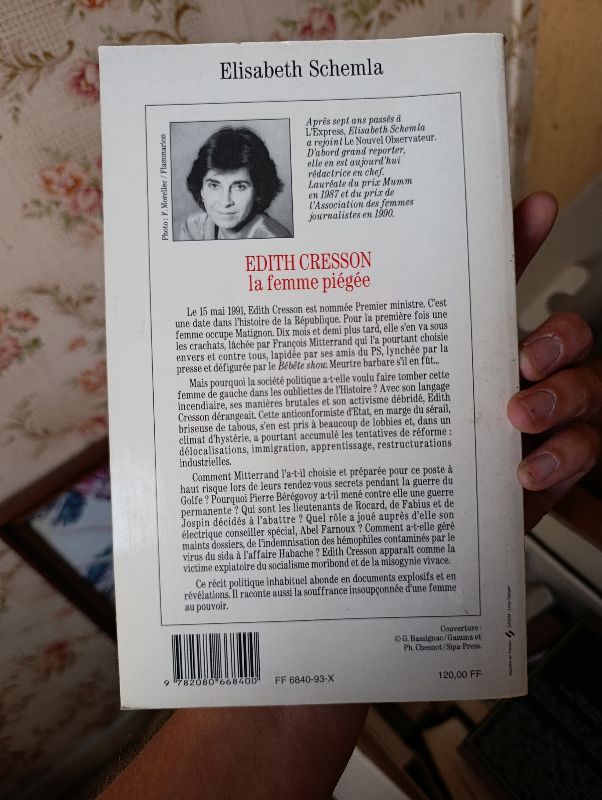 Elisabeth Schemla
Photo : F. Morellec / Flammarion
Après sept ans passés à
L'Express, Elisabeth Schemla
a rejoint Le Nouvel Observateur.
D'abord grand reporter,
elle en est aujourd'hui
rédactrice en chef.
Lauréate du prix Mumm
en 1987 et du prix de
l'Association des femmes
journalistes en 1990.
EDITH CRESSON
la femme piégée
Le 15 mai 1991, Edith Cresson est nommée Premier ministre. C'est
une date dans l'histoire de la République. Pour la première fois une
femme occupe Matignon. Dix mois et demi plus tard, elle s'en va sous
les crachats, lâchée par François Mitterrand qui l'a pourtant choisie
envers et contre tous, lapidée par ses amis du PS, lynchée par la
presse et défigurée par le Bébête show. Meurtre barbare s'il en fût...
Mais pourquoi la société politique a-t-elle voulu faire tomber cette
femme de gauche dans les oubliettes de l'Histoire ? Avec son langage
incendiaire, ses manières brutales et son activisme débridé, Edith
Cresson dérangeait. Cette anticonformiste d'Etat, en marge du sérail,
briseuse de tabous, s'en est pris à beaucoup de lobbies et, dans un
climat d'hystérie, a pourtant accumulé les tentatives de réforme :
délocalisations, immigration, apprentissage, restructurations
industrielles.
Comment Mitterrand l'a-t-il choisie et préparée pour ce poste à
haut risque lors de leurs rendez-vous secrets pendant la guerre du
Golfe ? Pourquoi Pierre Bérégovoy a-t-il mené contre elle une guerre
permanente ? Qui sont les lieutenants de Rocard, de Fabius et de
Jospin décidés à l'abattre ? Quel rôle a joué auprès d'elle son
électrique conseiller spécial, Abel Farnoux ? Comment a-t-elle géré
maints dossiers, de l'indemnisation des hémophiles contaminés par le
virus du sida à l'affaire Habache ? Edith Cresson apparaît comme la
victime expiatoire du socialisme moribond et de la misogynie vivace.
Ce récit politique inhabituel abonde en documents explosifs et en
révélations. Il raconte aussi la souffrance insoupçonnée d'une femme
au pouvoir.
Couverture :
© G. Bassignac / Gamma et
Ph. Chesnot / Sipa-Press.
9 782080 668400
FF 6840-93-X
120,00 FF